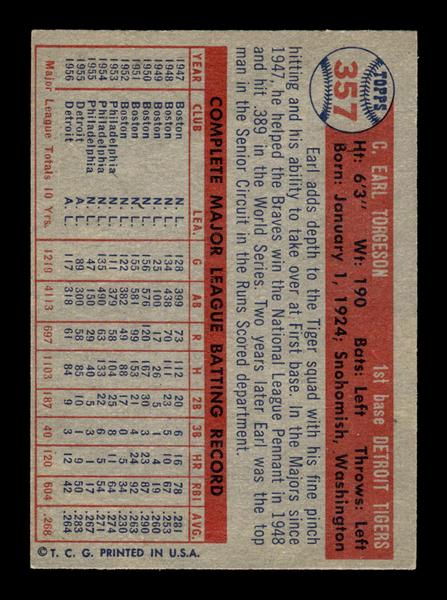 TOPPS
357
C. EARL TORGESON 1st base DETROIT TIGERS
Ht: 6'3" Wt: 190 Bats: Left Throws: Left
Born: January 1, 1924; Snohomish, Washington
Earl adds depth to the Tiger squad with his fine pinch
hitting and his ability to take over at First base. In the Majors since
1947, he helped the Braves win the National League Pennant in 1948
and hit .389 in the World Series. Two years later Earl was the top
man in the Senior Circuit in the Runs Scored department.
COMPLETE MAJOR LEAGUE BATTING RECORD
YEAR CLUB LEA. G AB R H 2B 3B HR RBI AVG.
1947 Boston N. L. 128 399 73 112 20 6 16 78 .281
1948 Boston N. L. 134 438 70 111 23 5 10 67 .253
1949 Boston N. L. 25 100 17 26 5 1 4 19 .260
1950 Boston N. L. 156 576 120 167 30 3 23 87 .290
1951 Boston N. L. 155 581 99 153 21 4 24 92 .263
1952 Boston N. L. 122 382 49 88 17 0 5 34 .230
1953 Philadelphia N. L. 111 379 58 104 25 8 11 64 .274
1954 Philadelphia N. L. 135 490 63 133 22 6 5 54 .271
1955 Philadelphia N. L. 47 150 29 40 5 3 1 17 .267
1955 Detroit A. L. 89 300 58 85 10 1 9 50 .283
1956 Detroit A. L. 117 318 61 84 9 3 12 42 .264
Major League Totals 10 Yrs. 1219 4113 697 1103 187 40 120 604 .268
© T. C. G. PRINTED IN U.S.A.